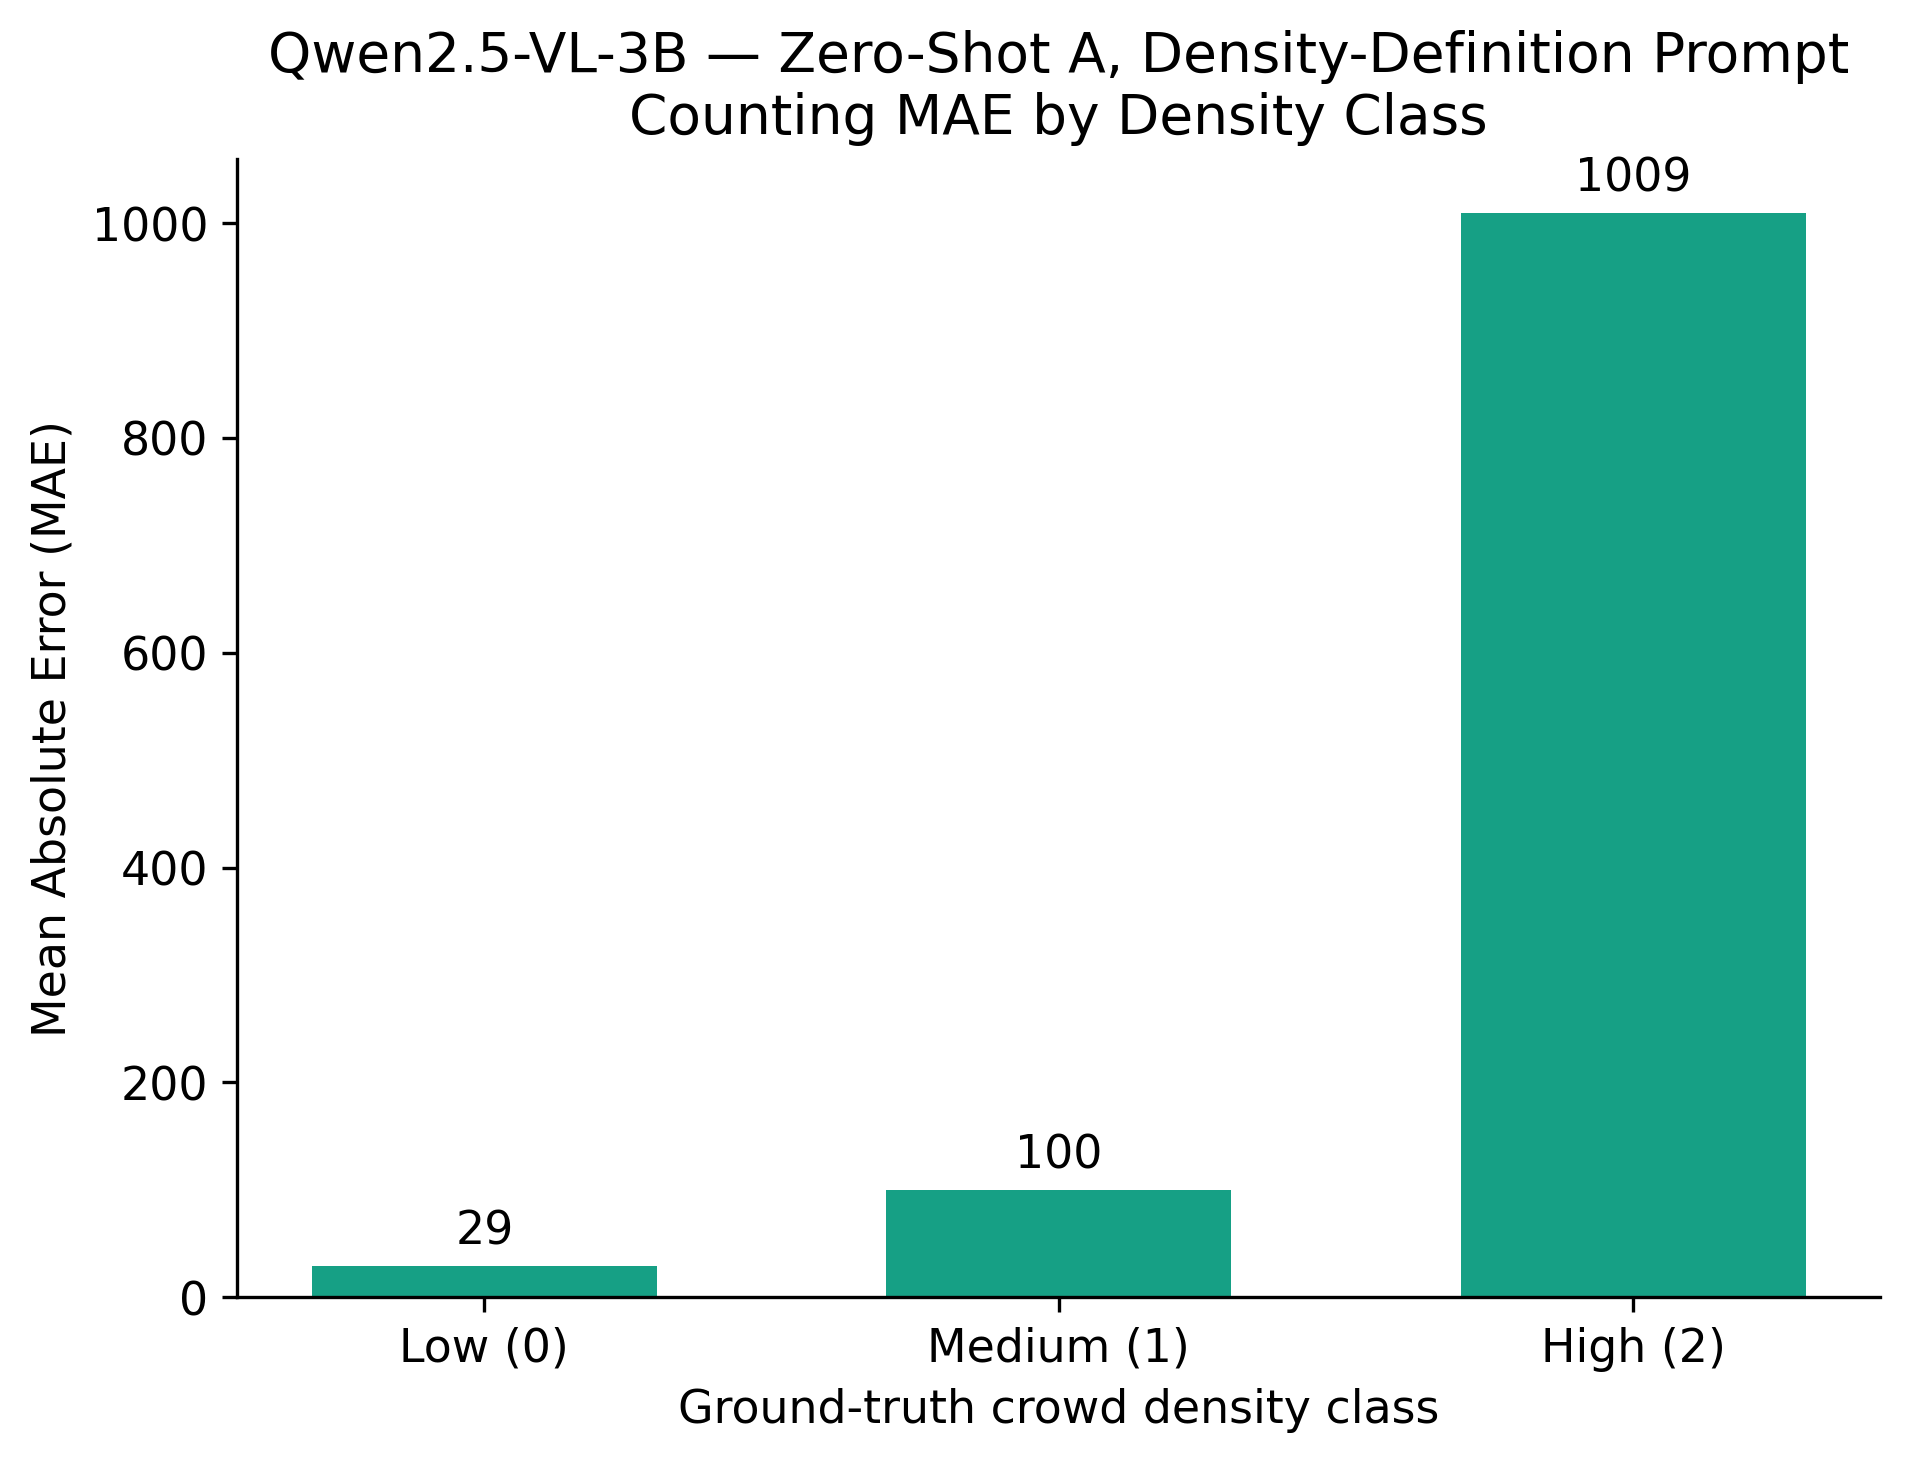 Qwen2.5-VL-3B — Zero-Shot A, Density-Definition Prompt
Counting MAE by Density Class
Mean Absolute Error (MAE)
1000
800
600
400
200
0
29
100
1009
Low (0)
Medium (1)
High (2)
Ground-truth crowd density class